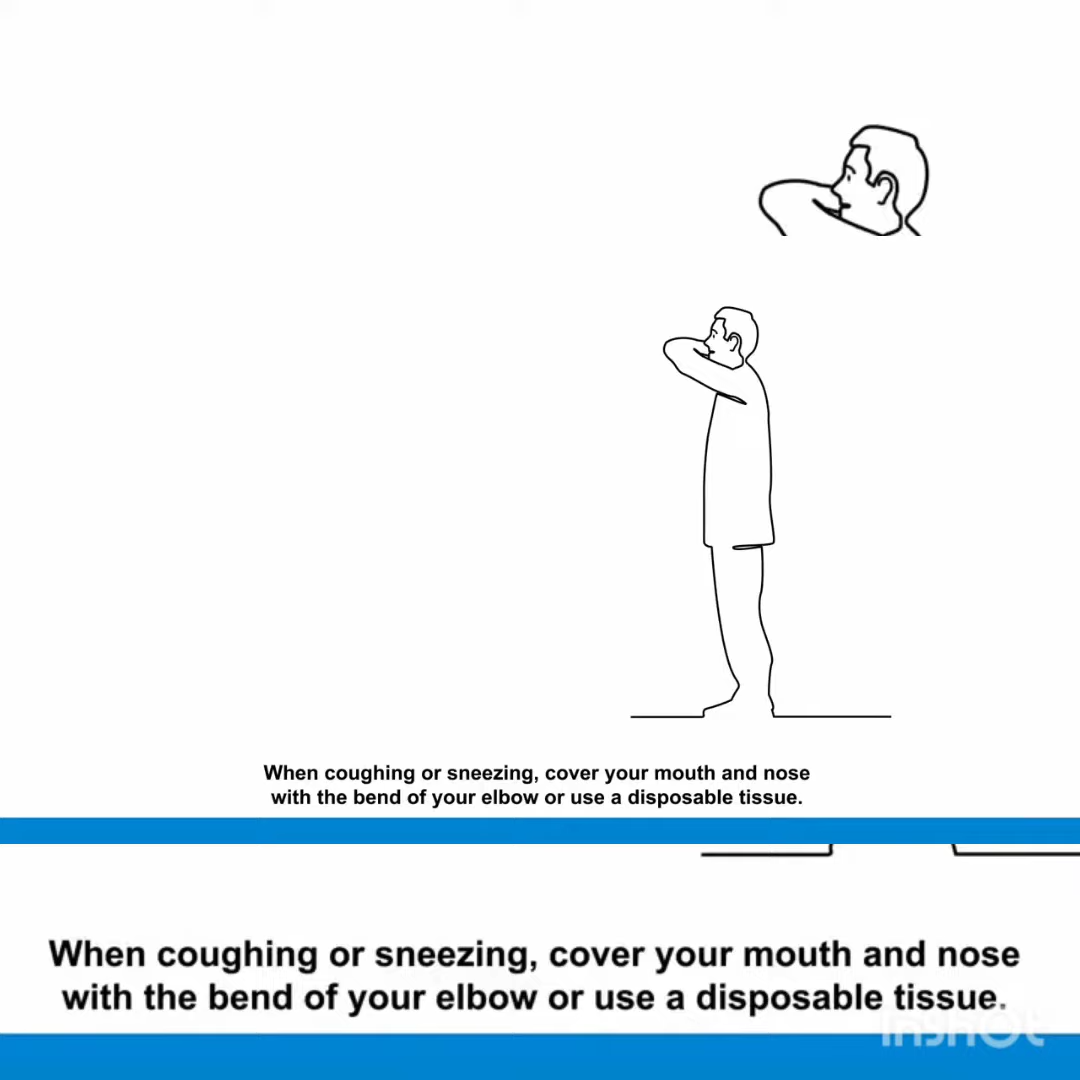 When coughing or sneezing, cover your mouth and nose
with the bend of your elbow or use a disposable tissue.
When coughing or sneezing, cover your mouth and nose
with the bend of your elbow or use a disposable tissue.
InShot